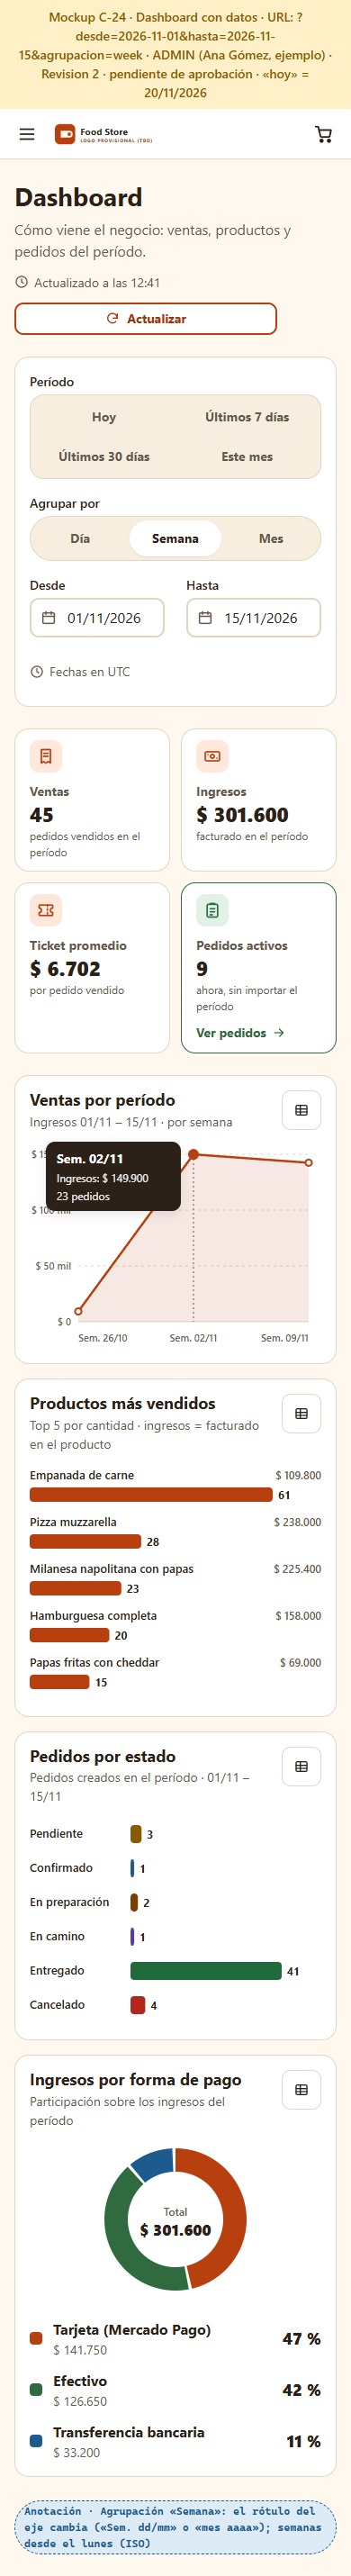 Mockup C-24 · Dashboard con datos · URL: ?
desde=2026-11-01&hasta=2026-11-
15&agrupacion=week · ADMIN (Ana Gómez, ejemplo) ·
Revision 2 · pendiente de aprobación · «hoy» =
20/11/2026
Food Store
LOGO PROVISIONAL (TBD)
Dashboard
Cómo viene el negocio: ventas, productos y
pedidos del período.
Actualizado a las 12:41
Actualizar
Período
Hoy
Últimos 7 días
Últimos 30 días
Este mes
Agrupar por
Día
Semana
Mes
Desde
Hasta
01/11/2026
15/11/2026
Fechas en UTC
Ventas
45
pedidos vendidos en el
período
Ingresos
$ 301.600
facturado en el período
Ticket promedio
$ 6.702
por pedido vendido
Pedidos activos
9
ahora, sin importar el
período
Ver pedidos →
Ventas por período
Ingresos 01/11 – 15/11 · por semana
Sem. 02/11
Ingresos: $ 149.900
23 pedidos
$ 50 mil
$ 0
Sem. 26/10
Sem. 02/11
Sem. 09/11
Productos más vendidos
Top 5 por cantidad · ingresos = facturado
en el producto
Empanada de carne
$ 109.800
61
Pizza muzzarella
$ 238.000
28
Milanesa napolitana con papas
$ 225.400
23
Hamburguesa completa
$ 158.000
20
Papas fritas con cheddar
$ 69.000
15
Pedidos por estado
Pedidos creados en el período · 01/11 –
15/11
Pendiente
3
Confirmado
1
En preparación
2
En camino
1
Entregado
41
Cancelado
4
Ingresos por forma de pago
Participación sobre los ingresos del
período
Total
$ 301.600
Tarjeta (Mercado Pago)
$ 141.750
47 %
Efectivo
$ 126.650
42 %
Transferencia bancaria
$ 33.200
11 %
Anotación · Agrupación «Semana»: el rótulo del
eje cambia («Sem. dd/mm» o «mes aaaa»); semanas
desde el lunes (ISO)